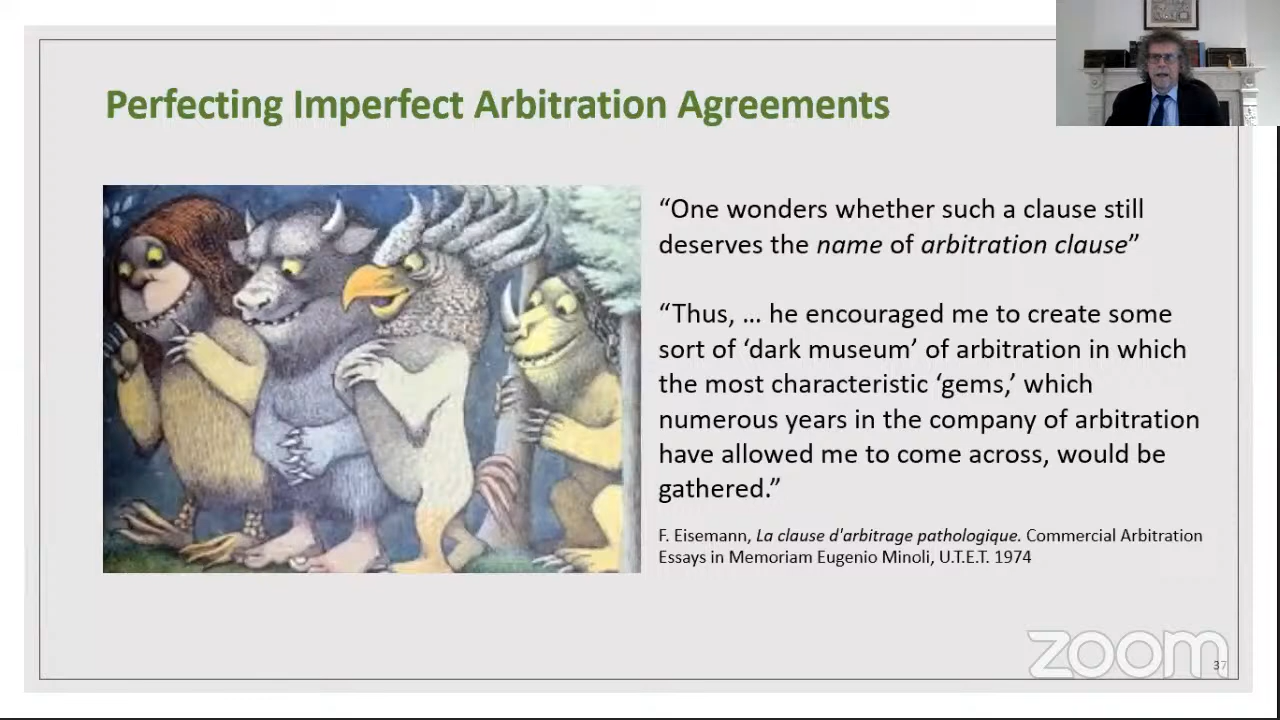 Perfecting Imperfect Arbitration Agreements
“One wonders whether such a clause still
deserves the name of arbitration clause”
“Thus, ... he encouraged me to create some
sort of ‘dark museum’ of arbitration in which
the most characteristic ‘gems,’ which
numerous years in the company of arbitration
have allowed me to come across, would be
gathered.”
F. Eisemann, La clause d'arbitrage pathologique. Commercial Arbitration
Essays in Memoriam Eugenio Minoli, U.T.E.T. 1974
zoom
37